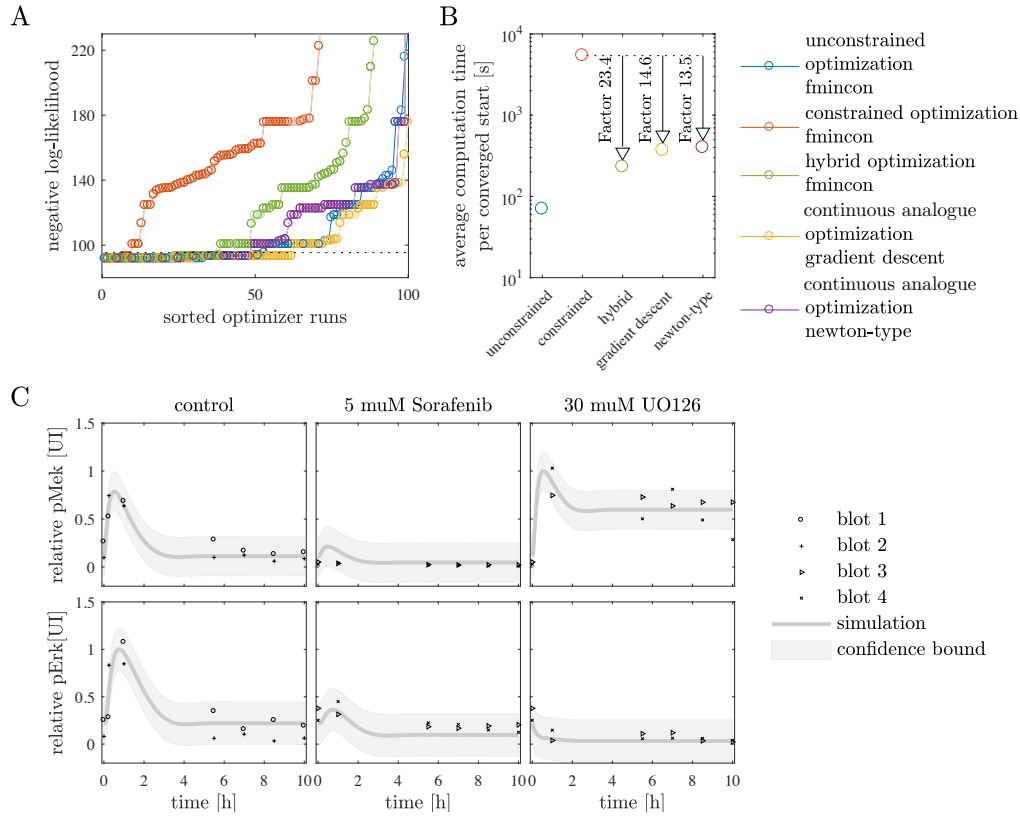 A
negative log-likelihood
220
180
140
100
0
50
100
sorted optimizer runs
B
average computation time
per converged start [s]
10^4
10^3
10^2
10^1
Factor 23.4
Factor 14.6
Factor 13.5
unconstrained
constrained
hybrid
gradient descent
newton-type
unconstrained
optimization
fmincon
constrained optimization
fmincon
hybrid optimization
fmincon
continuous analogue
optimization
gradient descent
continuous analogue
optimization
newton-type
C
control
5 muM Sorafenib
30 muM UO126
relative pMek [UI]
1.5
1
0.5
0
relative pErk[UI]
1.5
1
0.5
0
0 2 4 6 8 10
0 2 4 6 8 10
0 2 4 6 8 10
time [h]
time [h]
time [h]
blot 1
blot 2
blot 3
blot 4
simulation
confidence bound